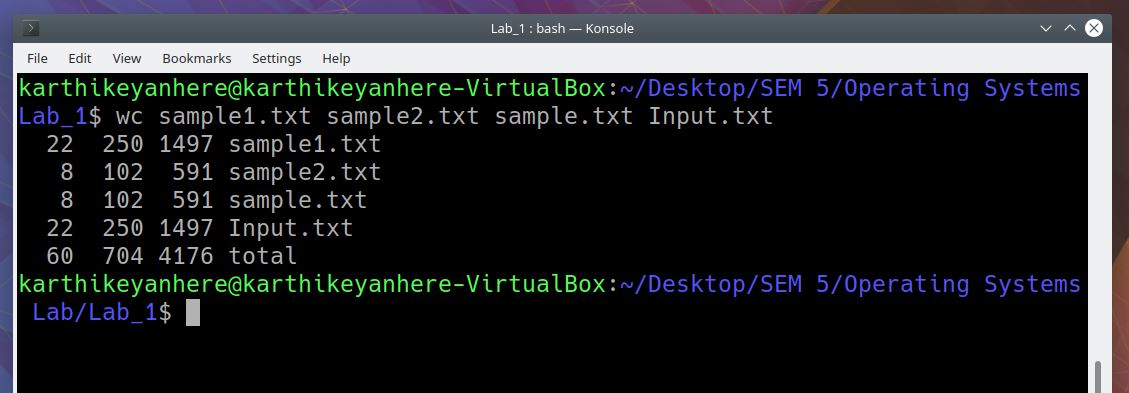 Lab_1 : bash — Konsole
File Edit View Bookmarks Settings Help
karthikeyanhere@karthikeyanhere-VirtualBox:~/Desktop/SEM 5/Operating Systems
Lab_1$ wc sample1.txt sample2.txt sample.txt Input.txt
22 250 1497 sample1.txt
8 102 591 sample2.txt
8 102 591 sample.txt
22 250 1497 Input.txt
60 704 4176 total
karthikeyanhere@karthikeyanhere-VirtualBox:~/Desktop/SEM 5/Operating Systems
Lab/Lab_1$